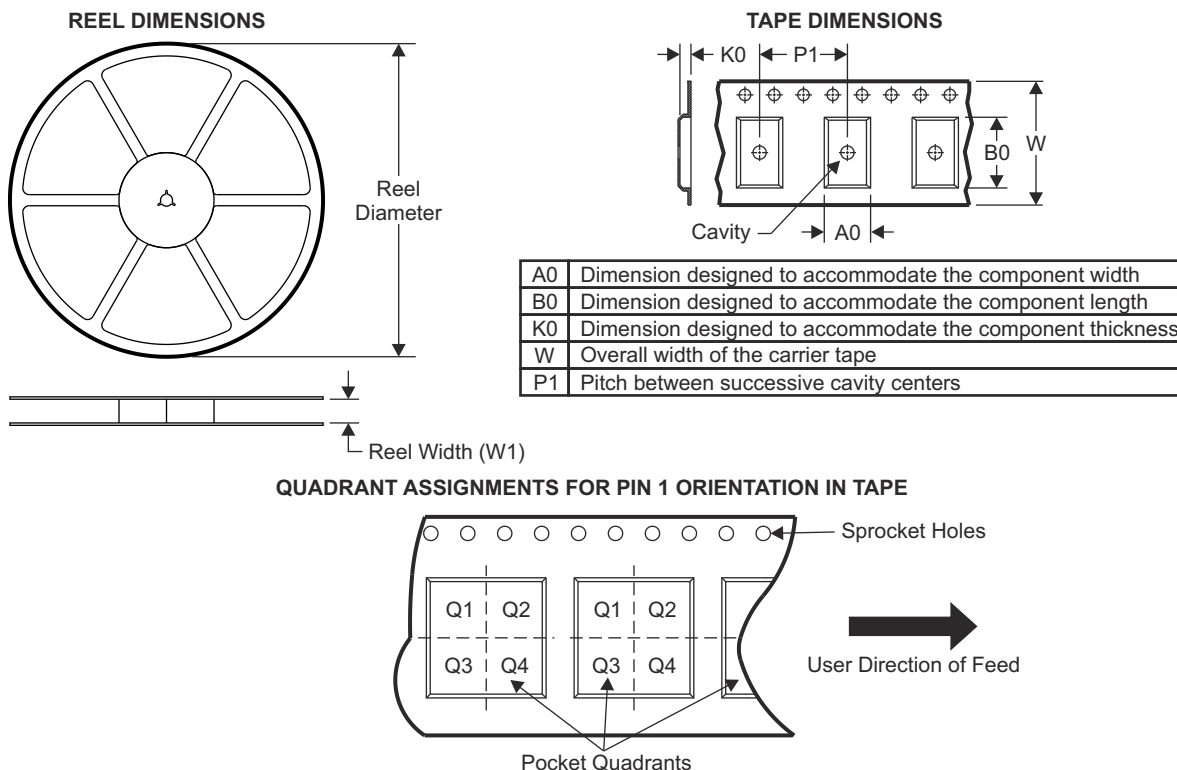 REEL DIMENSIONS
Reel
Diameter
Reel Width (W1)
TAPE DIMENSIONS
K0
P1
B0
W
Cavity
A0
A0 Dimension designed to accommodate the component width
B0 Dimension designed to accommodate the component length
K0 Dimension designed to accommodate the component thickness
W Overall width of the carrier tape
P1 Pitch between successive cavity centers
QUADRANT ASSIGNMENTS FOR PIN 1 ORIENTATION IN TAPE
Sprocket Holes
Q1 Q2 Q1 Q2
Q3 Q4 Q3 Q4
User Direction of Feed
Pocket Quadrants